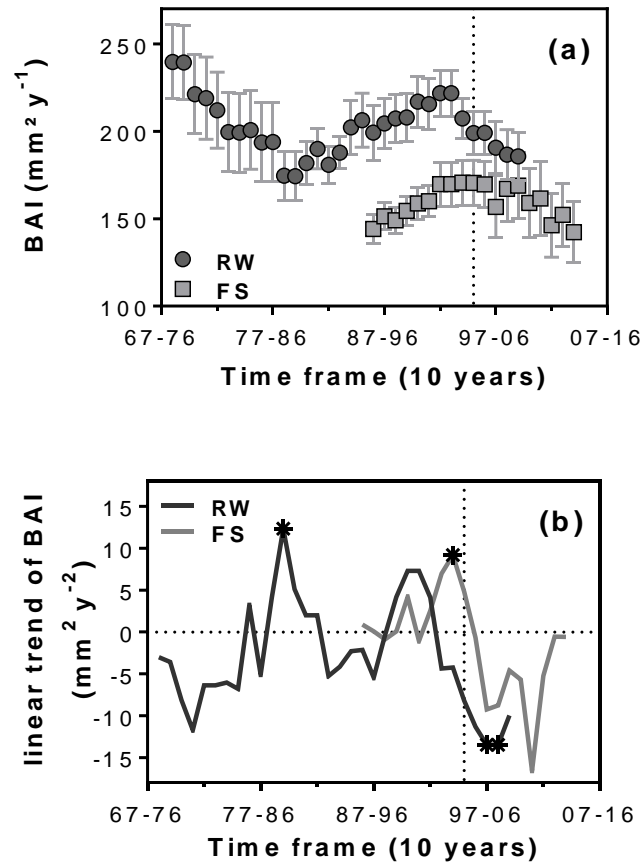 (a)
BAI (mm² y-1)
250
200
150
100
RW
FS
67-76 77-86 87-96 97-06 07-16
Time frame (10 years)
(b)
linear trend of BAI
(mm2 y-2)
15
10
5
0
-5
-10
-15
RW
FS
67-76 77-86 87-96 97-06 07-16
Time frame (10 years)